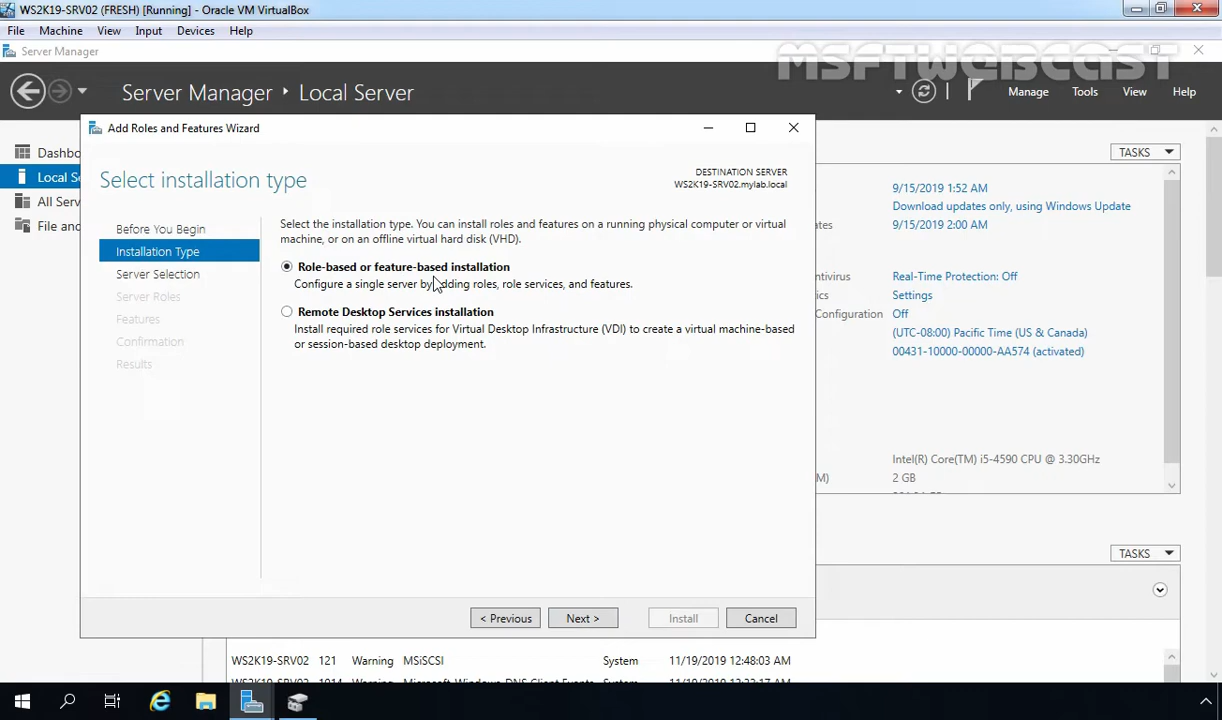 WS2K19-SRV02 (FRESH) [Running] - Oracle VM VirtualBox
File Machine View Input Devices Help
Server Manager
MSFTWEBCAST
Server Manager • Local Server
Manage Tools View Help
Add Roles and Features Wizard
Dashbo
Local Se
All Serv
File and
TASKS
Select installation type
DESTINATION SERVER
WS2K19-SRV02.mylab.local
Before You Begin
Installation Type
Server Selection
Server Roles
Features
Confirmation
Results
Select the installation type. You can install roles and features on a running physical computer or virtual
machine, or on an offline virtual hard disk (VHD).
Role-based or feature-based installation
Configure a single server by adding roles, role services, and features.
Remote Desktop Services installation
Install required role services for Virtual Desktop Infrastructure (VDI) to create a virtual machine-based
or session-based desktop deployment.
< Previous Next > Install Cancel
9/15/2019 1:52 AM
ates Download updates only, using Windows Update
9/15/2019 2:00 AM
ntivirus Real-Time Protection: Off
ics Settings
Configuration Off
(UTC-08:00) Pacific Time (US & Canada)
00431-10000-00000-AA574 (activated)
Intel(R) Core(TM) i5-4590 CPU @ 3.30GHz
M) 2 GB
TASKS
WS2K19-SRV02 121 Warning MSiSCSI System 11/19/2019 12:48:03 AM